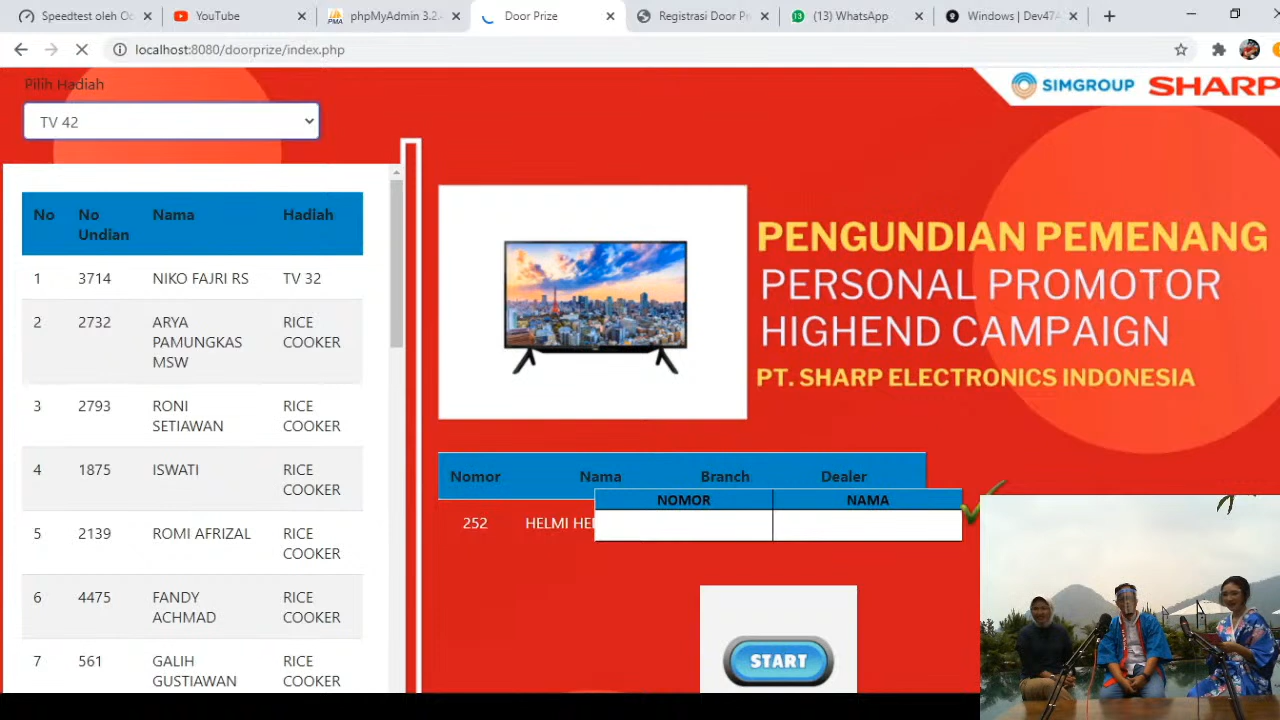 Speedtest oleh Oo
YouTube
phpMyAdmin 3.2.
Door Prize
Registrasi Door Pr
(13) WhatsApp
Windows | Dev47A
localhost:8080/doorprize/index.php
Pilih Hadiah
TV 42
SIMGROUP SHARP
No No Undian Nama Hadiah
1 3714 NIKO FAJRI RS TV 32
2 2732 ARYA RICE
PAMUNGKAS COOKER
MSW
3 2793 RONI RICE
SETIAWAN COOKER
4 1875 ISWATI RICE
COOKER
5 2139 ROMI AFRIZAL RICE
COOKER
6 4475 FANDY RICE
ACHMAD COOKER
7 561 GALIH RICE
GUSTIAWAN COOKER
PENGUNDIAN PEMENANG
PERSONAL PROMOTOR
HIGHEND CAMPAIGN
PT. SHARP ELECTRONICS INDONESIA
Nomor Nama Branch Dealer
NOMOR NAMA
252 HELMI HE
START